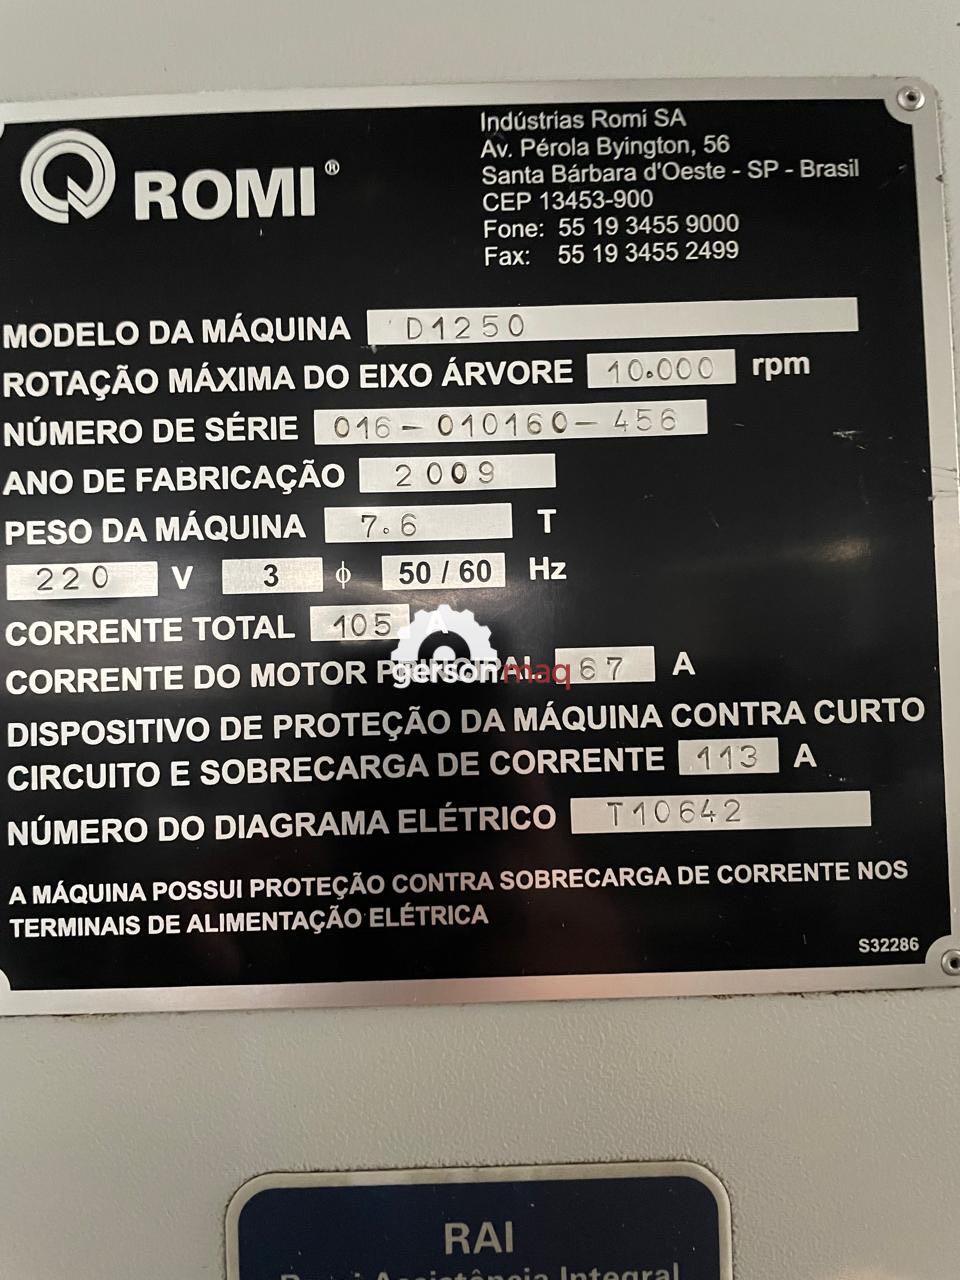 ROMI®
Indústrias Romi SA
Av. Pérola Byington, 56
Santa Bárbara d'Oeste - SP - Brasil
CEP 13453-900
Fone: 55 19 3455 9000
Fax: 55 19 3455 2499
MODELO DA MÁQUINA D1250
ROTAÇÃO MÁXIMA DO EIXO ÁRVORE 10.000 rpm
NÚMERO DE SÉRIE 016-010160-456
ANO DE FABRICAÇÃO 2009
PESO DA MÁQUINA 7.6 T
220 V 3 ϕ 50/60 Hz
CORRENTE TOTAL 105 A
CORRENTE DO MOTOR PRINCIPAL 67 A
gersonmaq
DISPOSITIVO DE PROTEÇÃO DA MÁQUINA CONTRA CURTO
CIRCUITO E SOBRECARGA DE CORRENTE 113 A
NÚMERO DO DIAGRAMA ELÉTRICO T10642
A MÁQUINA POSSUI PROTEÇÃO CONTRA SOBRECARGA DE CORRENTE NOS
TERMINAIS DE ALIMENTAÇÃO ELÉTRICA
S32286
RAI
Romi Assistência Integral